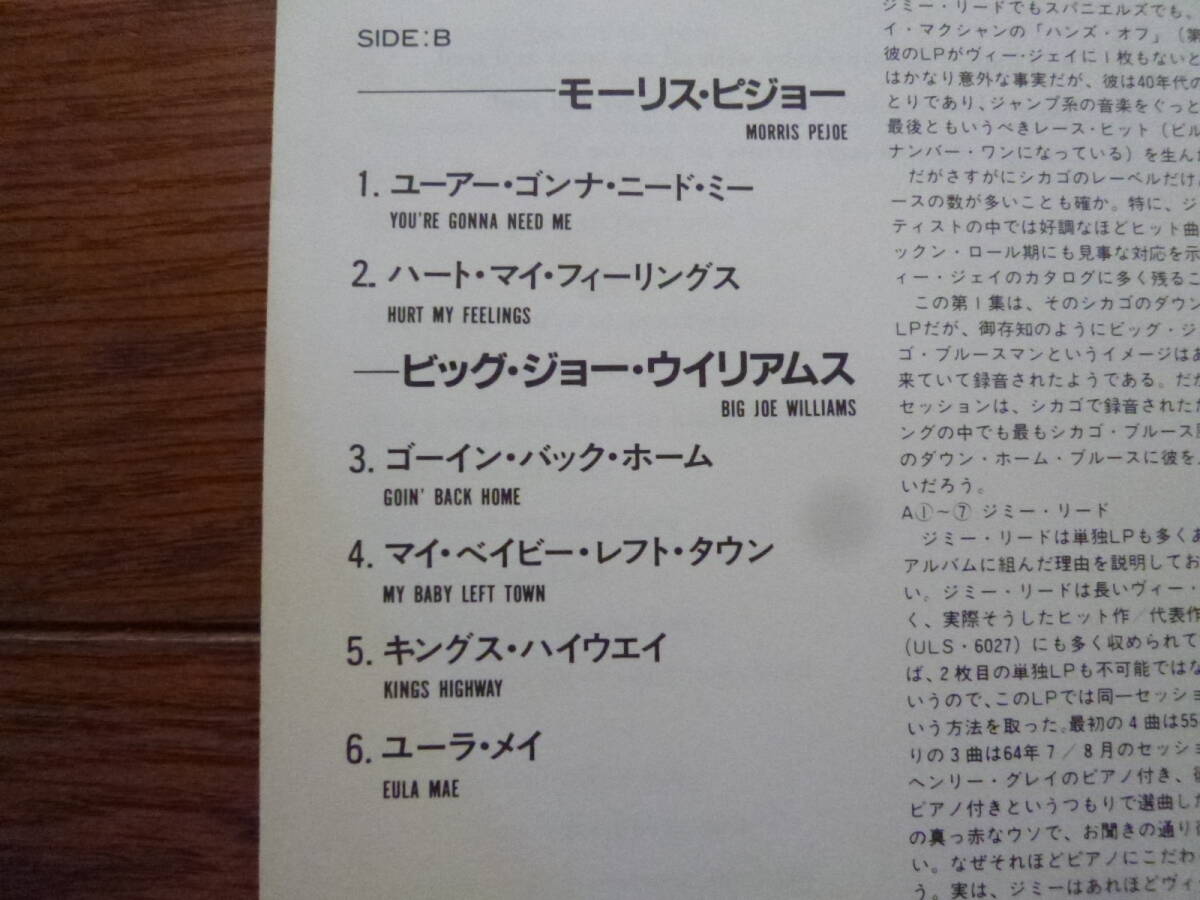 SIDE:B
モーリス・ピジョー
MORRIS PEJOE
1. ユーアー・ゴンナ・ニード・ミー
YOU'RE GONNA NEED ME
2. ハート・マイ・フィーリングス
HURT MY FEELINGS
ビッグ・ジョー・ウイリアムス
BIG JOE WILLIAMS
3. ゴーイン・バック・ホーム
GOIN' BACK HOME
4. マイ・ベイビー・レフト・タウン
MY BABY LEFT TOWN
5. キングス・ハイウエイ
KINGS HIGHWAY
6. ユーラ・メイ
EULA MAE
ジミー・リードでもスパニエルズでも。
イ・マクシャンの「ハンズ・オフ」(第
彼のLPがヴィー・ジェイに1枚もないと
はかなり意外な事実だが、彼は40年代の
とりであり、ジャンプ系の音楽をぐっと
最後ともいうべきレース・ヒット(ビル
ナンバー・ワンになっている)を生んだ
だがさすがにシカゴのレーベルだけ
ースの数が多いことも確か。特に、ジ
ティストの中では好調なほどヒット曲
ックン・ロール期にも見事な対応を示
ィー・ジェイのカタログに多く残るこ
この第1集は、そのシカゴのダウン
LPだが、御存知のようにビッグ・ジ
ゴ・ブルースマンというイメージはあ
来ていて録音されたようである。だか
セッションは、シカゴで録音されたた
ングの中でも最もシカゴ・ブルース
のダウン・ホーム・ブルースに彼を
いだろう。
A①〜⑦ ジミー・リード
ジミー・リードは単独LPも多くあ
アルバムに組んだ理由を説明してお
い。ジミー・リードは長いヴィー・
く、実際そうしたヒット作/代表作
(ULS・6027)にも多く収められて
ば、2枚目の単独LPも不可能ではな
いうので、このLPでは同一セッショ
いう方法を取った。最初の4曲は55
りの3曲は64年7/8月のセッショ
ヘンリー・グレイのピアノ付き、
ピアノ付きというつもりで選曲した
の真っ赤なウソで、お聞きの通り
い。なぜそれほどピアノにこだわ
う。実は、ジミーはあれほどヴィ